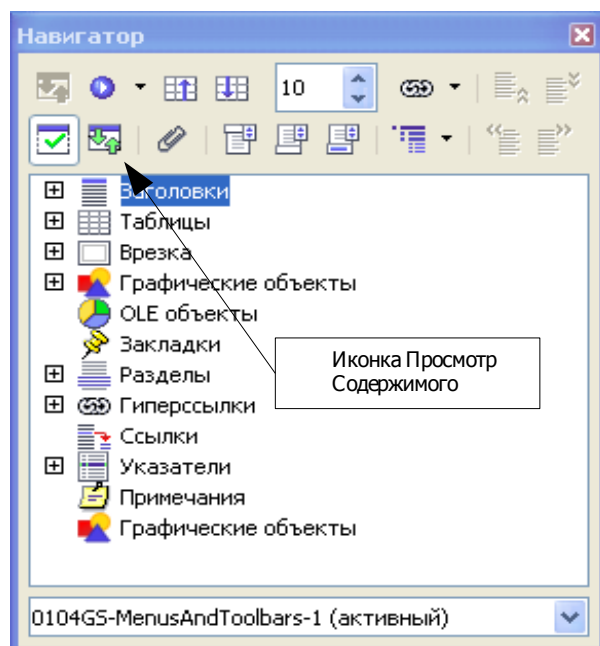 Навигатор
10
Заголовки
Таблицы
Врезка
Графические объекты
OLE объекты
Закладки
Иконка Просмотр
Содержимого
Разделы
Гиперссылки
Ссылки
Указатели
Примечания
Графические объекты
0104GS-MenusAndToolbars-1 (активный)